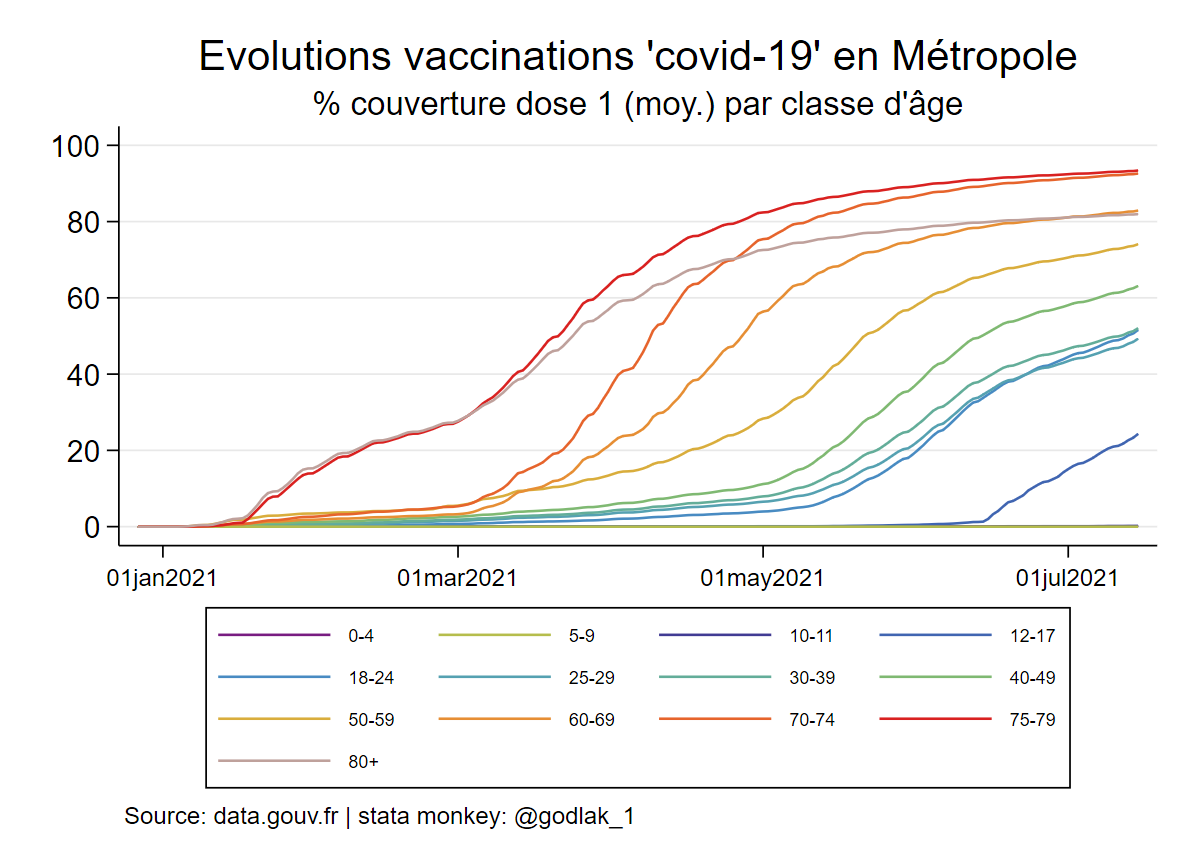 Evolutions vaccinations 'covid-19' en Métropole
% couverture dose 1 (moy.) par classe d'âge
100
80
60
40
20
0
01jan2021 01mar2021 01may2021 01jul2021
0-4 5-9 10-11 12-17
18-24 25-29 30-39 40-49
50-59 60-69 70-74 75-79
80+
Source: data.gouv.fr | stata monkey: @godlak_1